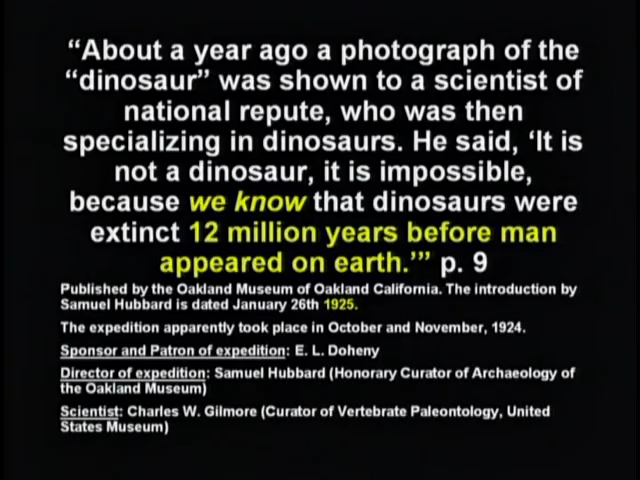 “About a year ago a photograph of the
“dinosaur” was shown to a scientist of
national repute, who was then
specializing in dinosaurs. He said, ‘It is
not a dinosaur, it is impossible,
because we know that dinosaurs were
extinct 12 million years before man
appeared on earth.’” p. 9
Published by the Oakland Museum of Oakland California. The introduction by
Samuel Hubbard is dated January 26th 1925.
The expedition apparently took place in October and November, 1924.
Sponsor and Patron of expedition: E. L. Doheny
Director of expedition: Samuel Hubbard (Honorary Curator of Archaeology of
the Oakland Museum)
Scientist: Charles W. Gilmore (Curator of Vertebrate Paleontology, United
States Museum)